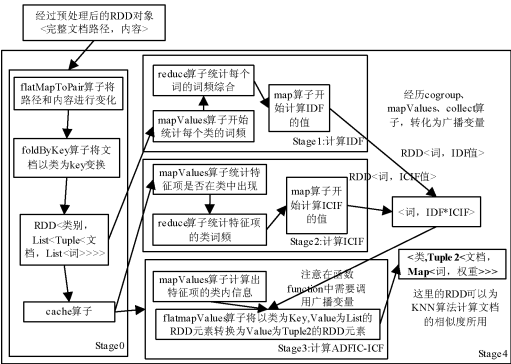 经过预处理后的RDD对象
<完整文档路径，内容>
flatMapToPair算子将
路径和内容进行变化
foldByKey算子将文
档以类为key变换
RDD<类别，
List<Tuple<文
档，List<词>>>>
cache算子
Stage0
reduce算子统计每个
词的词频综合
mapValues算子开始
统计每个类的词频
map算子开
始计算IDF
的值
Stage1:计算IDF
mapValues算子统计特
征项是否在类中出现
reduce算子统计特征项
的类词频
map算子开
始计算ICIF
的值
Stage2:计算ICIF
经历cogroup、
mapValues、collect算
子，转化为广播变量
RDD<词，IDF值>
RDD<词，ICIF值>
<词，IDF*ICIF>
mapValues算子计算出
特征项的类内信息
注意在函数
function中需要调
用广播变量
flatmapValues算子将以类为Key,Value为List的
RDD元素转换为Value为Tuple2的RDD元素
Stage3:计算ADFIC-ICF
<类,Tuple2<文档，
Map<词，权重>>>
这里的RDD可以为
KNN算法计算文档
的相似度所用
Stage4